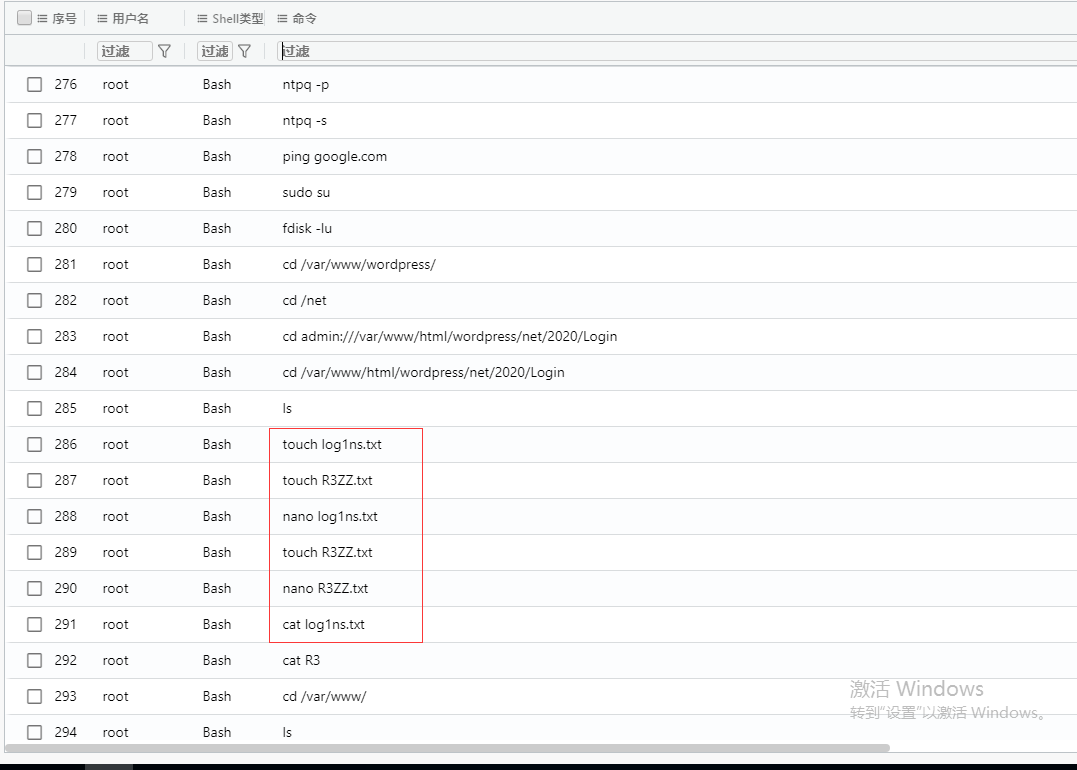 序号 用户名 Shell类型 命令
过滤 过滤 过滤
276 root Bash ntpq -p
277 root Bash ntpq -s
278 root Bash ping google.com
279 root Bash sudo su
280 root Bash fdisk -lu
281 root Bash cd /var/www/wordpress/
282 root Bash cd /net
283 root Bash cd admin:///var/www/html/wordpress/net/2020/Login
284 root Bash cd /var/www/html/wordpress/net/2020/Login
285 root Bash ls
286 root Bash touch log1ns.txt
287 root Bash touch R3ZZ.txt
288 root Bash nano log1ns.txt
289 root Bash touch R3ZZ.txt
290 root Bash nano R3ZZ.txt
291 root Bash cat log1ns.txt
292 root Bash cat R3
293 root Bash cd /var/www/
294 root Bash ls
激活 Windows
转到“设置”以激活 Windows。